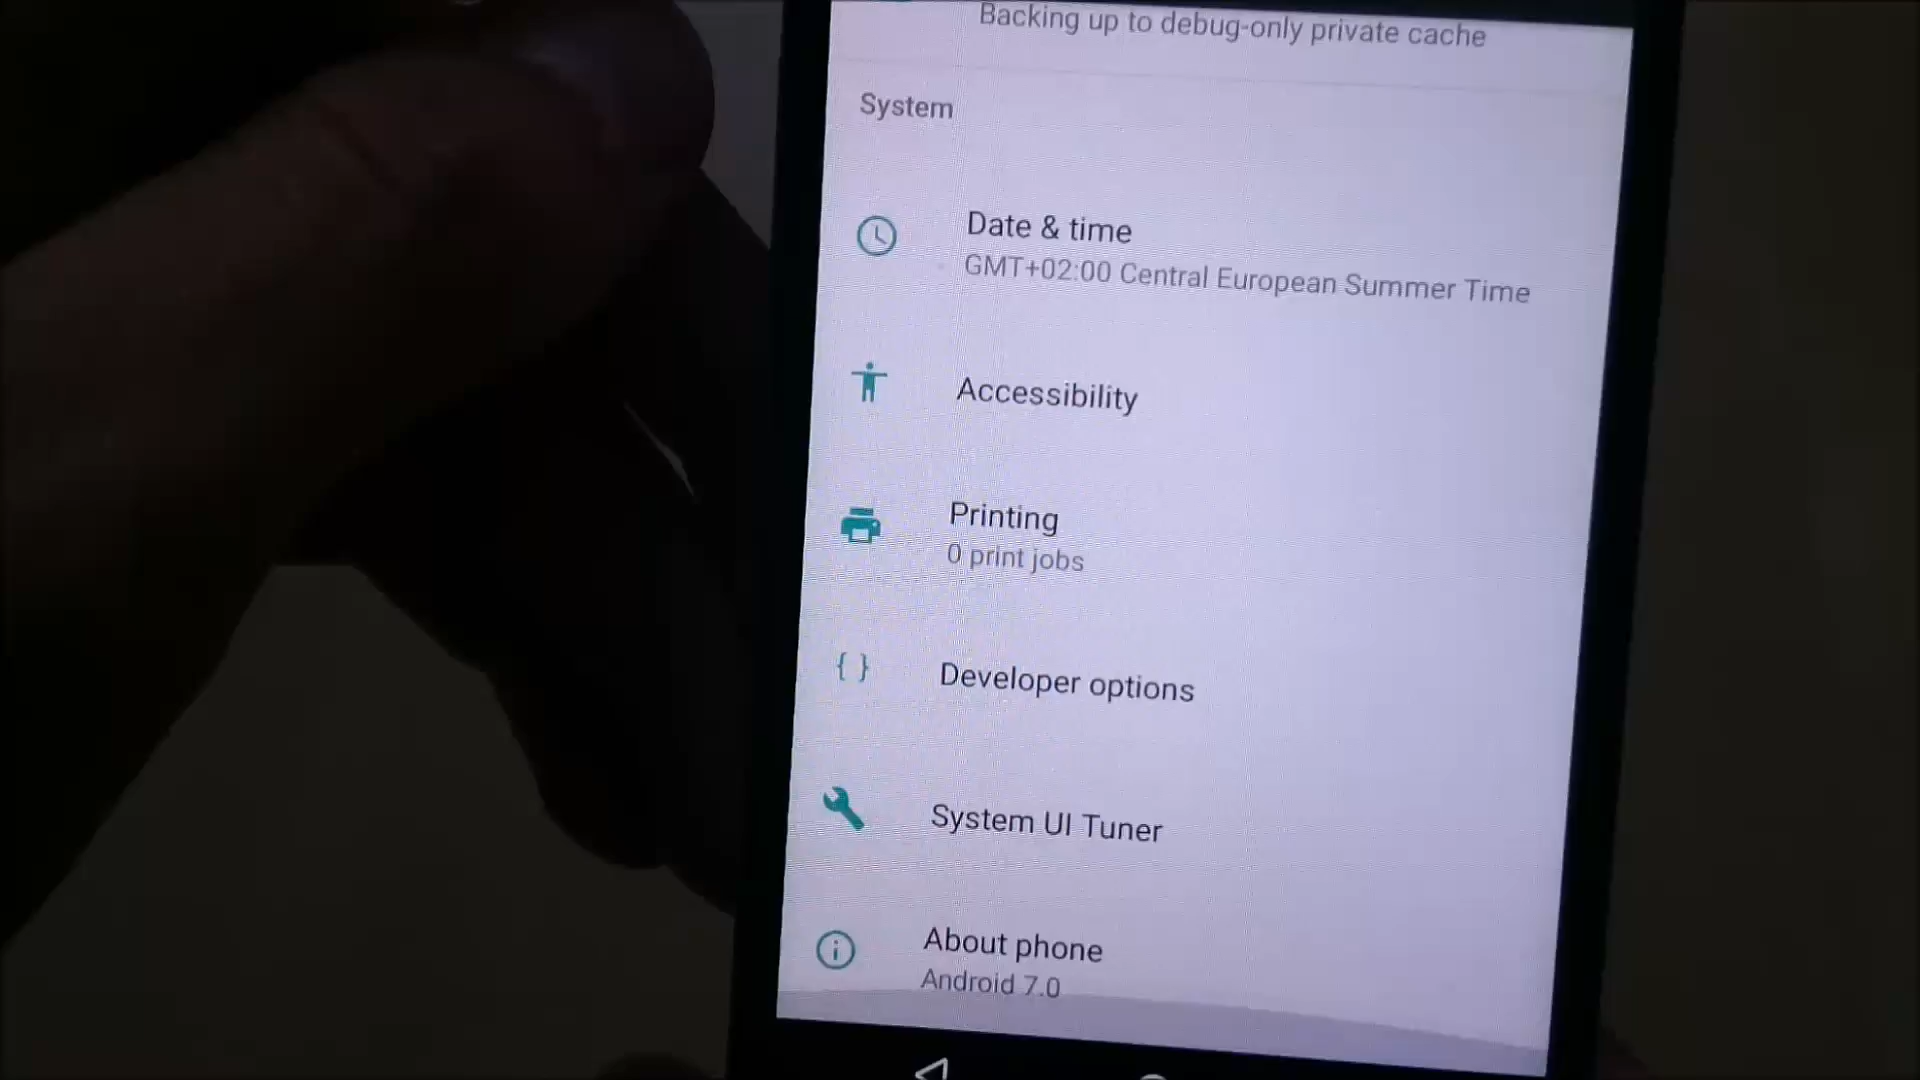 Backing up to debug-only private cache
System
Date & time
GMT+02:00 Central European Summer Time
Accessibility
Printing
0 print jobs
{ }
Developer options
System UI Tuner
About phone
Android 7.0